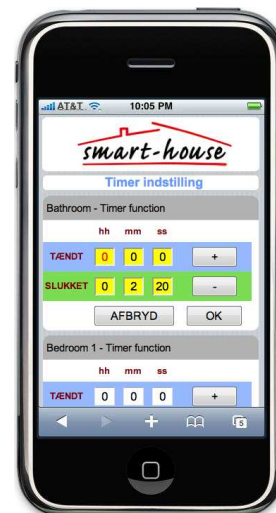 AT&T 10:05 PM
smart-house
Timer indstilling
Bathroom - Timer function
hh mm ss
TÆNDT 0 0 0 +
SLUKKET 0 2 20 -
AFBRYD OK
Bedroom 1 - Timer function
hh mm ss
TÆNDT 0 0 0 +
5